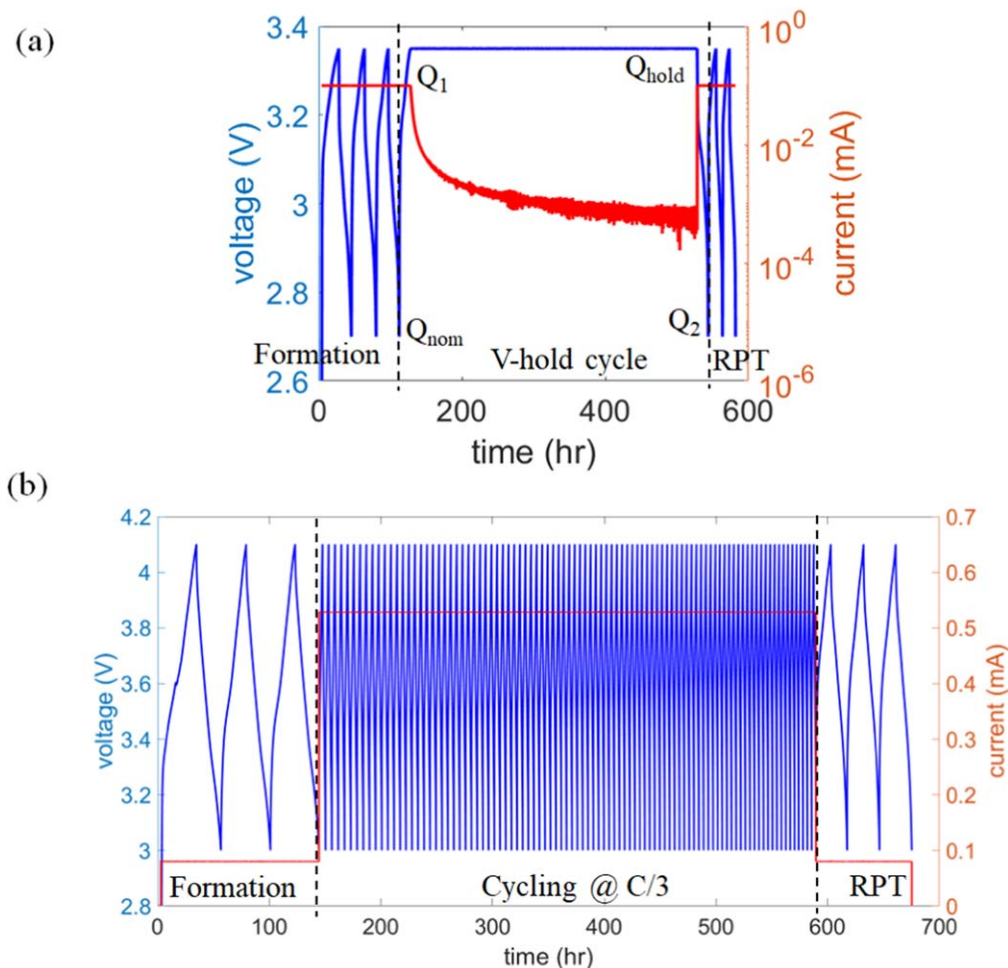 (a)
voltage (V)
3.4
3.2
3
2.8
2.6
Q1
Qhold
Qnom
Q2
Formation
V-hold cycle
RPT
10^0
10^-2
10^-4
10^-6
current (mA)
0 200 400 600
time (hr)
(b)
voltage (V)
4.2
4
3.8
3.6
3.4
3.2
3
2.8
Formation
Cycling @ C/3
RPT
0.7
0.6
0.5
0.4
0.3
0.2
0.1
0
current (mA)
0 100 200 300 400 500 600 700
time (hr)